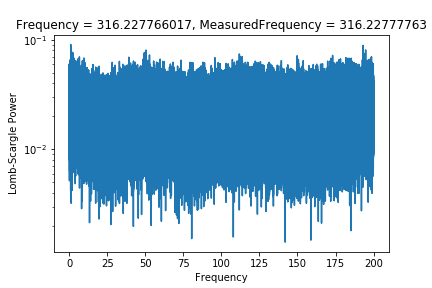 Frequency = 316.227766017, MeasuredFrequency = 316.22777763
10⁻¹
10⁻²
Lomb-Scargle Power
0 25 50 75 100 125 150 175 200
Frequency